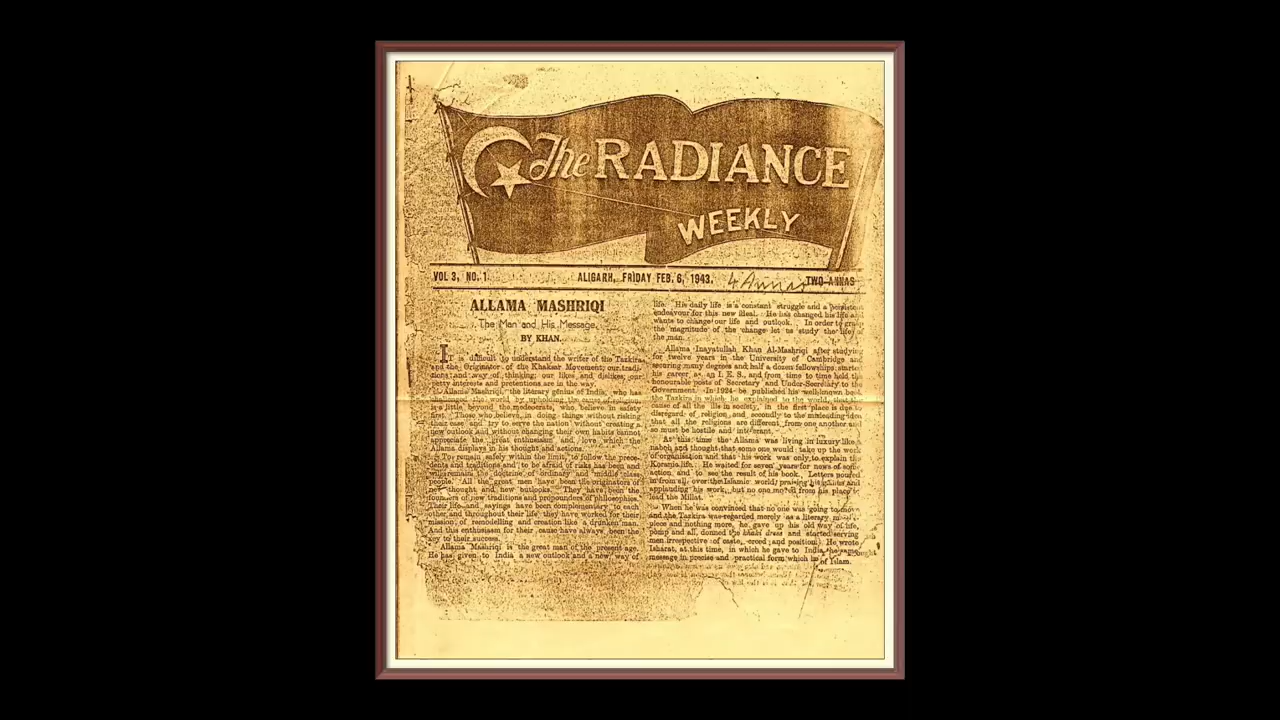 The RADIANCE
WEEKLY
VOL 3, NO. 1.
ALIGARH, FRIDAY FEB. 6, 1943.
4 Annas
TWO ANNAS
ALLAMA MASHRIQI
The Man and His Message.
BY KHAN.
IT is difficult to understand the writer of the Tazkira
and the Originator of the Khaksar Movement; our tradi-
tions and way of thinking; our likes and dislikes; our
petty interests and pretentions are in the way.
Allama Mashriqi, the literary genius of India, who has
challenged the world by upholding the cause of religion,
is a little beyond the medeocrats, who believe in safety
first. Those who believe in doing things without risking
their ease and try to serve the nation without creating a
new outlook and without changing their own habits cannot
appreciate the great enthusiasm and love which the
Allama displays in his thought and actions.
To remain safely within the limit, to follow the prece-
dents and traditions and to be afraid of risks has been and
will remain the doctrine of ordinary and middle class
people. All the great men have been the originators of
new thought and new outlooks. They have been the
framers of new traditions and propounders of philosophies.
Their life and sayings have been complementary to each
other and throughout their life they have worked for their
mission of remodelling and creation like a drunken man.
And this enthusiasm for their cause have always been the
key to their success.
Allama Mashriqi is the great man of the present age.
He has given to India a new outlook and a new way of
life. His daily life is a constant struggle and a
endeavour for this new ideal. He has changed his life and
wants to change our life and outlook. In order to
the magnitude of the change let us study the life of
the man.
Allama Inayatullah Khan Al-Mashriqi after studying
for twelve years in the University of Cambridge and
securing many degrees and half a dozen fellowships
his career as an I. E. S., and from time to time held the
honourable posts of Secretary and Under-Secretary to the
Government. In 1924 he published his well-known book
the Tazkira in which he explained to the world, that the
cause of all the ills in society, in the first place is due to
disregard of religion, and secondly to the misleading idea
that all the religions are different from one another and
so must be hostile and intolerant.
At this time the Allama was living in luxury like a
nabob and thought that some one would take up the work
of organisation and that his work was only to explain the
Koranic life. He waited for seven years for news of some
action, and to see the result of his book. Letters poured
in from all over the Islamic world, praising his genius and
applauding his work, but no one moved from his place to
lead the Millat.
When he was convinced that no one was going to move
and the Tazkira was regarded merely as a literary
piece and nothing more, he gave up his old way of life,
pomp and all, donned the khaki dress and started serving
men irrespective of caste, creed and position. He wrote
Isharat, at this time, in which he gave to India the same
message in precise and practical form which he
of Islam.